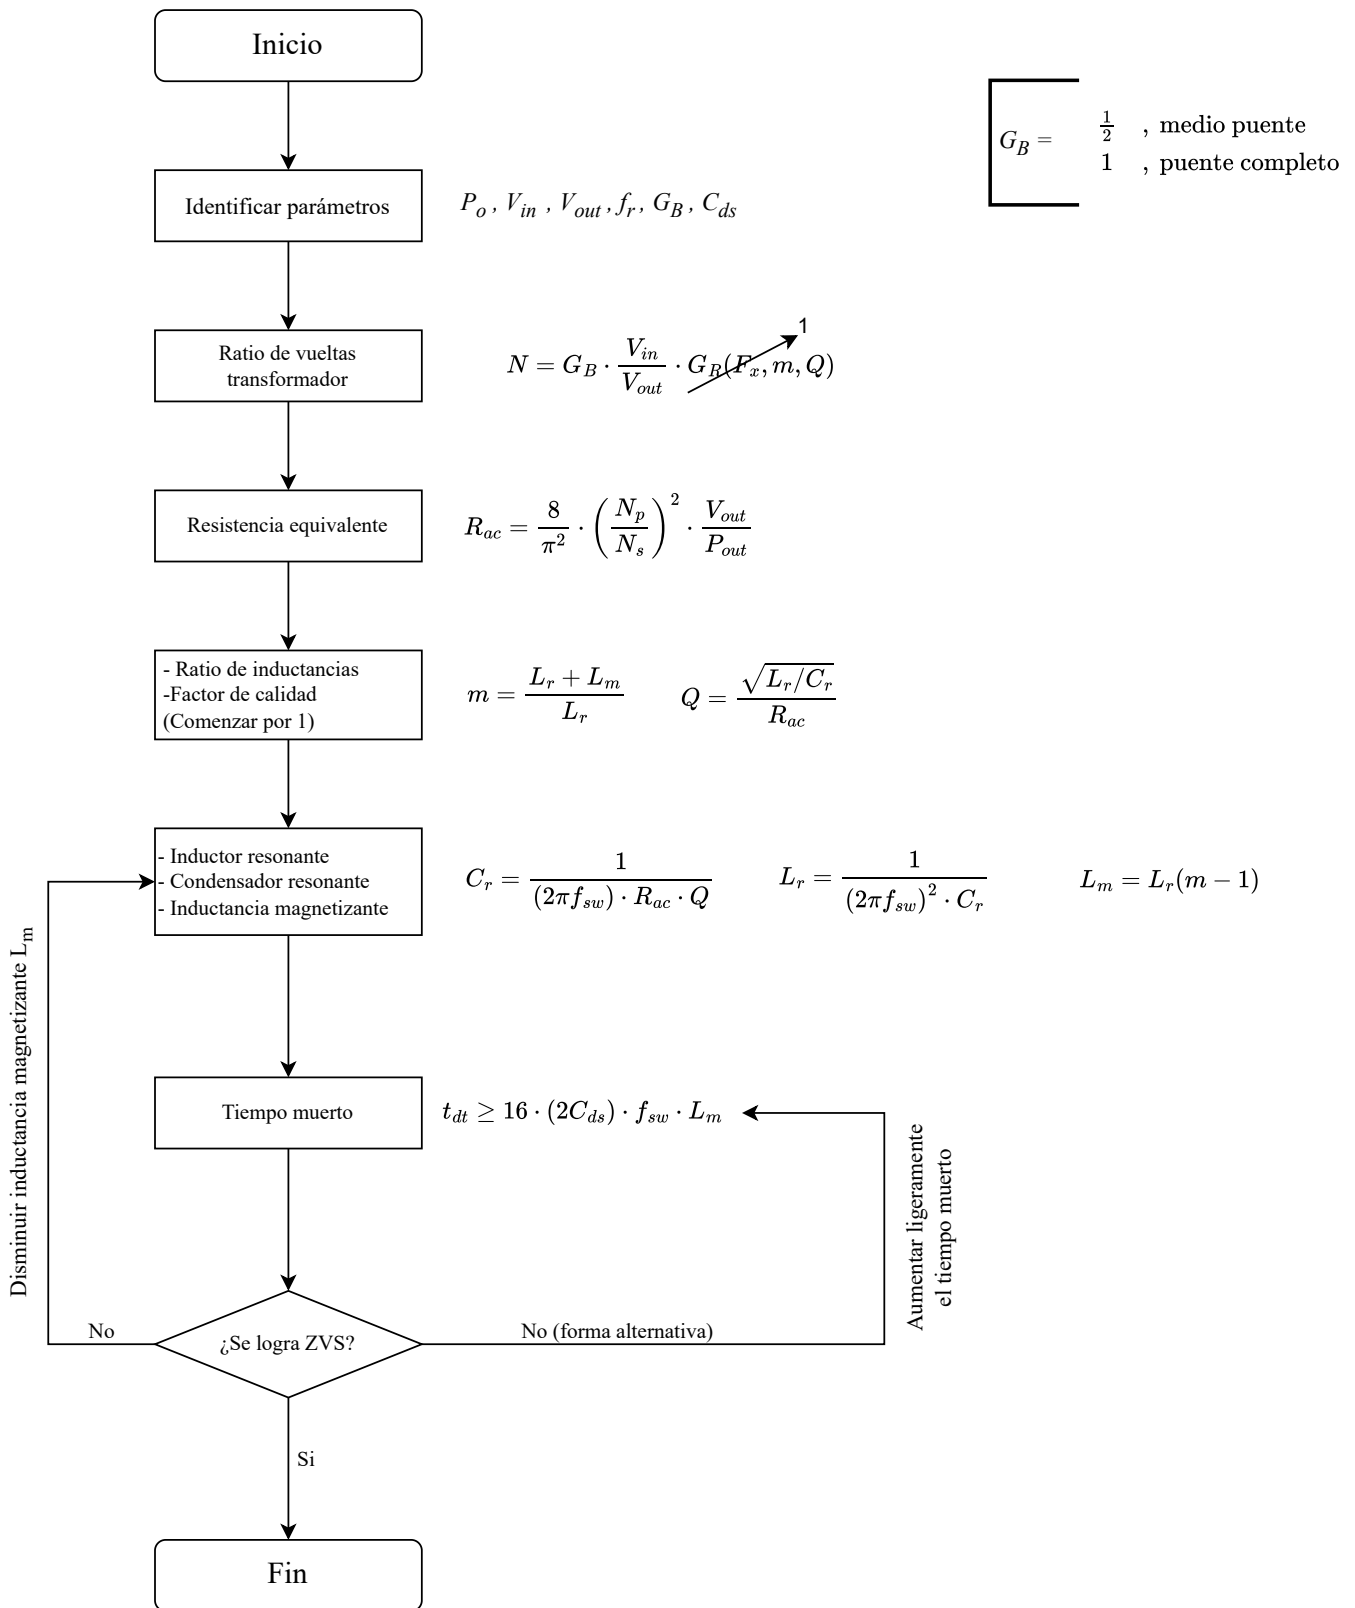 Inicio
G_B = 1/2 , medio puente
1 , puente completo
Identificar parámetros
P_o , V_in , V_out , f_r , G_B , C_ds
1
Ratio de vueltas
transformador
N = G_B · V_in / V_out · G_R(F_x, m, Q)
Resistencia equivalente
R_ac = 8/π² · (N_p / N_s)² · V_out / P_out
- Ratio de inductancias
-Factor de calidad
(Comenzar por 1)
m = (L_r + L_m) / L_r
Q = √(L_r/C_r) / R_ac
- Inductor resonante
- Condensador resonante
- Inductancia magnetizante
C_r = 1 / ((2πf_sw) · R_ac · Q)
L_r = 1 / ((2πf_sw)² · C_r)
L_m = L_r(m − 1)
Disminuir inductancia magnetizante L_m
Tiempo muerto
t_dt ≥ 16 · (2C_ds) · f_sw · L_m
Aumentar ligeramente
el tiempo muerto
No
¿Se logra ZVS?
No (forma alternativa)
Si
Fin